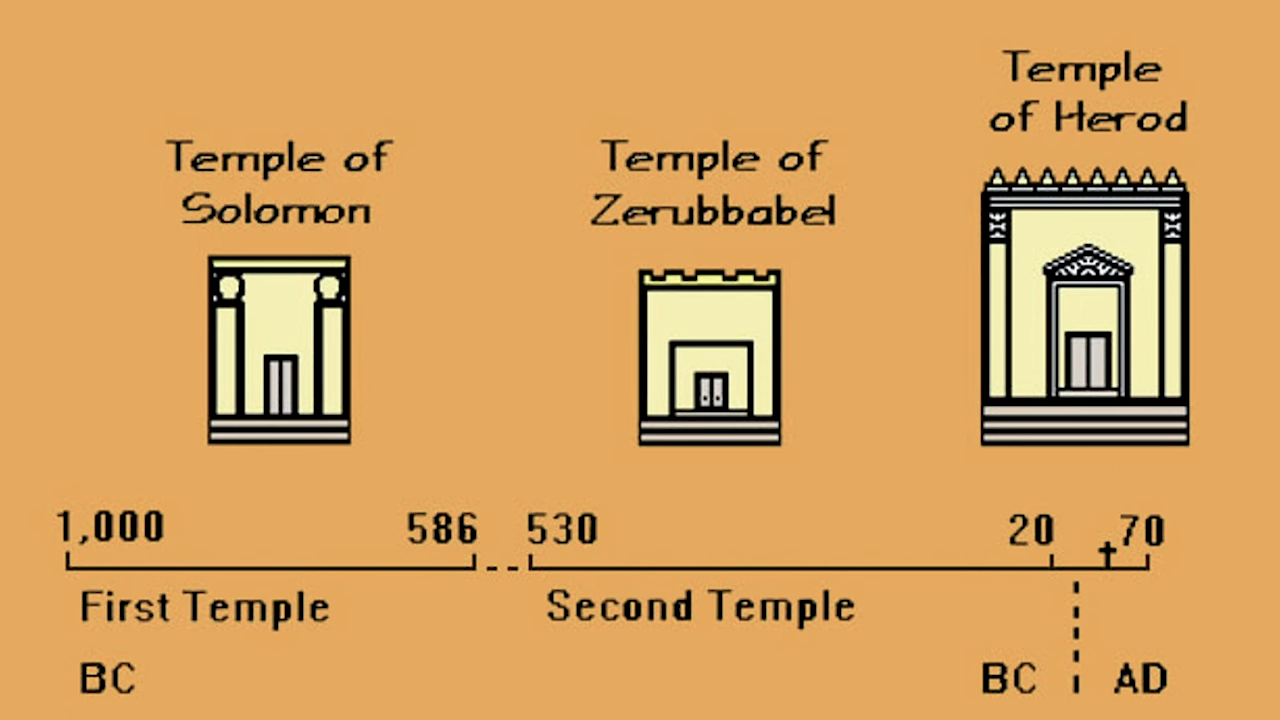 Temple of
Solomon
Temple of
Zerubbabel
Temple
of Herod
1,000 586 530 20 70
First Temple Second Temple
BC BC AD